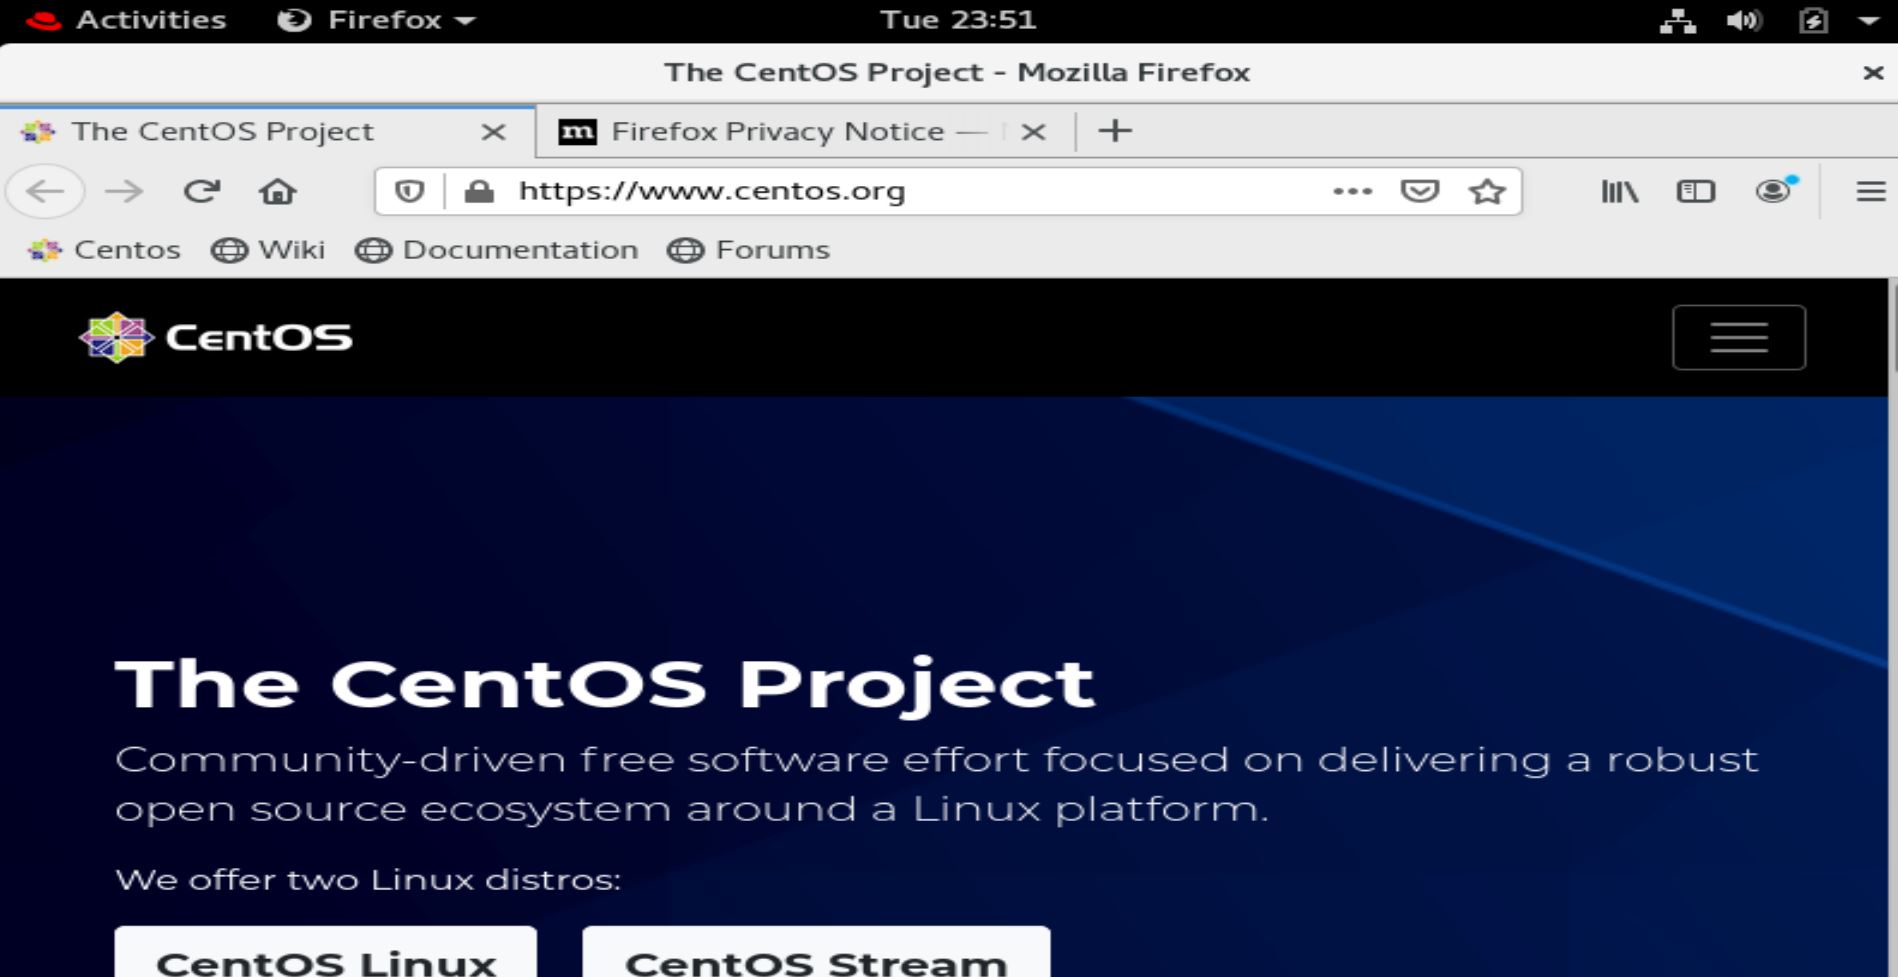 Activities Firefox Tue 23:51
The CentOS Project - Mozilla Firefox
The CentOS Project Firefox Privacy Notice —
https://www.centos.org
Centos Wiki Documentation Forums
CentOS
The CentOS Project
Community-driven free software effort focused on delivering a robust
open source ecosystem around a Linux platform.
We offer two Linux distros:
CentOS Linux CentOS Stream